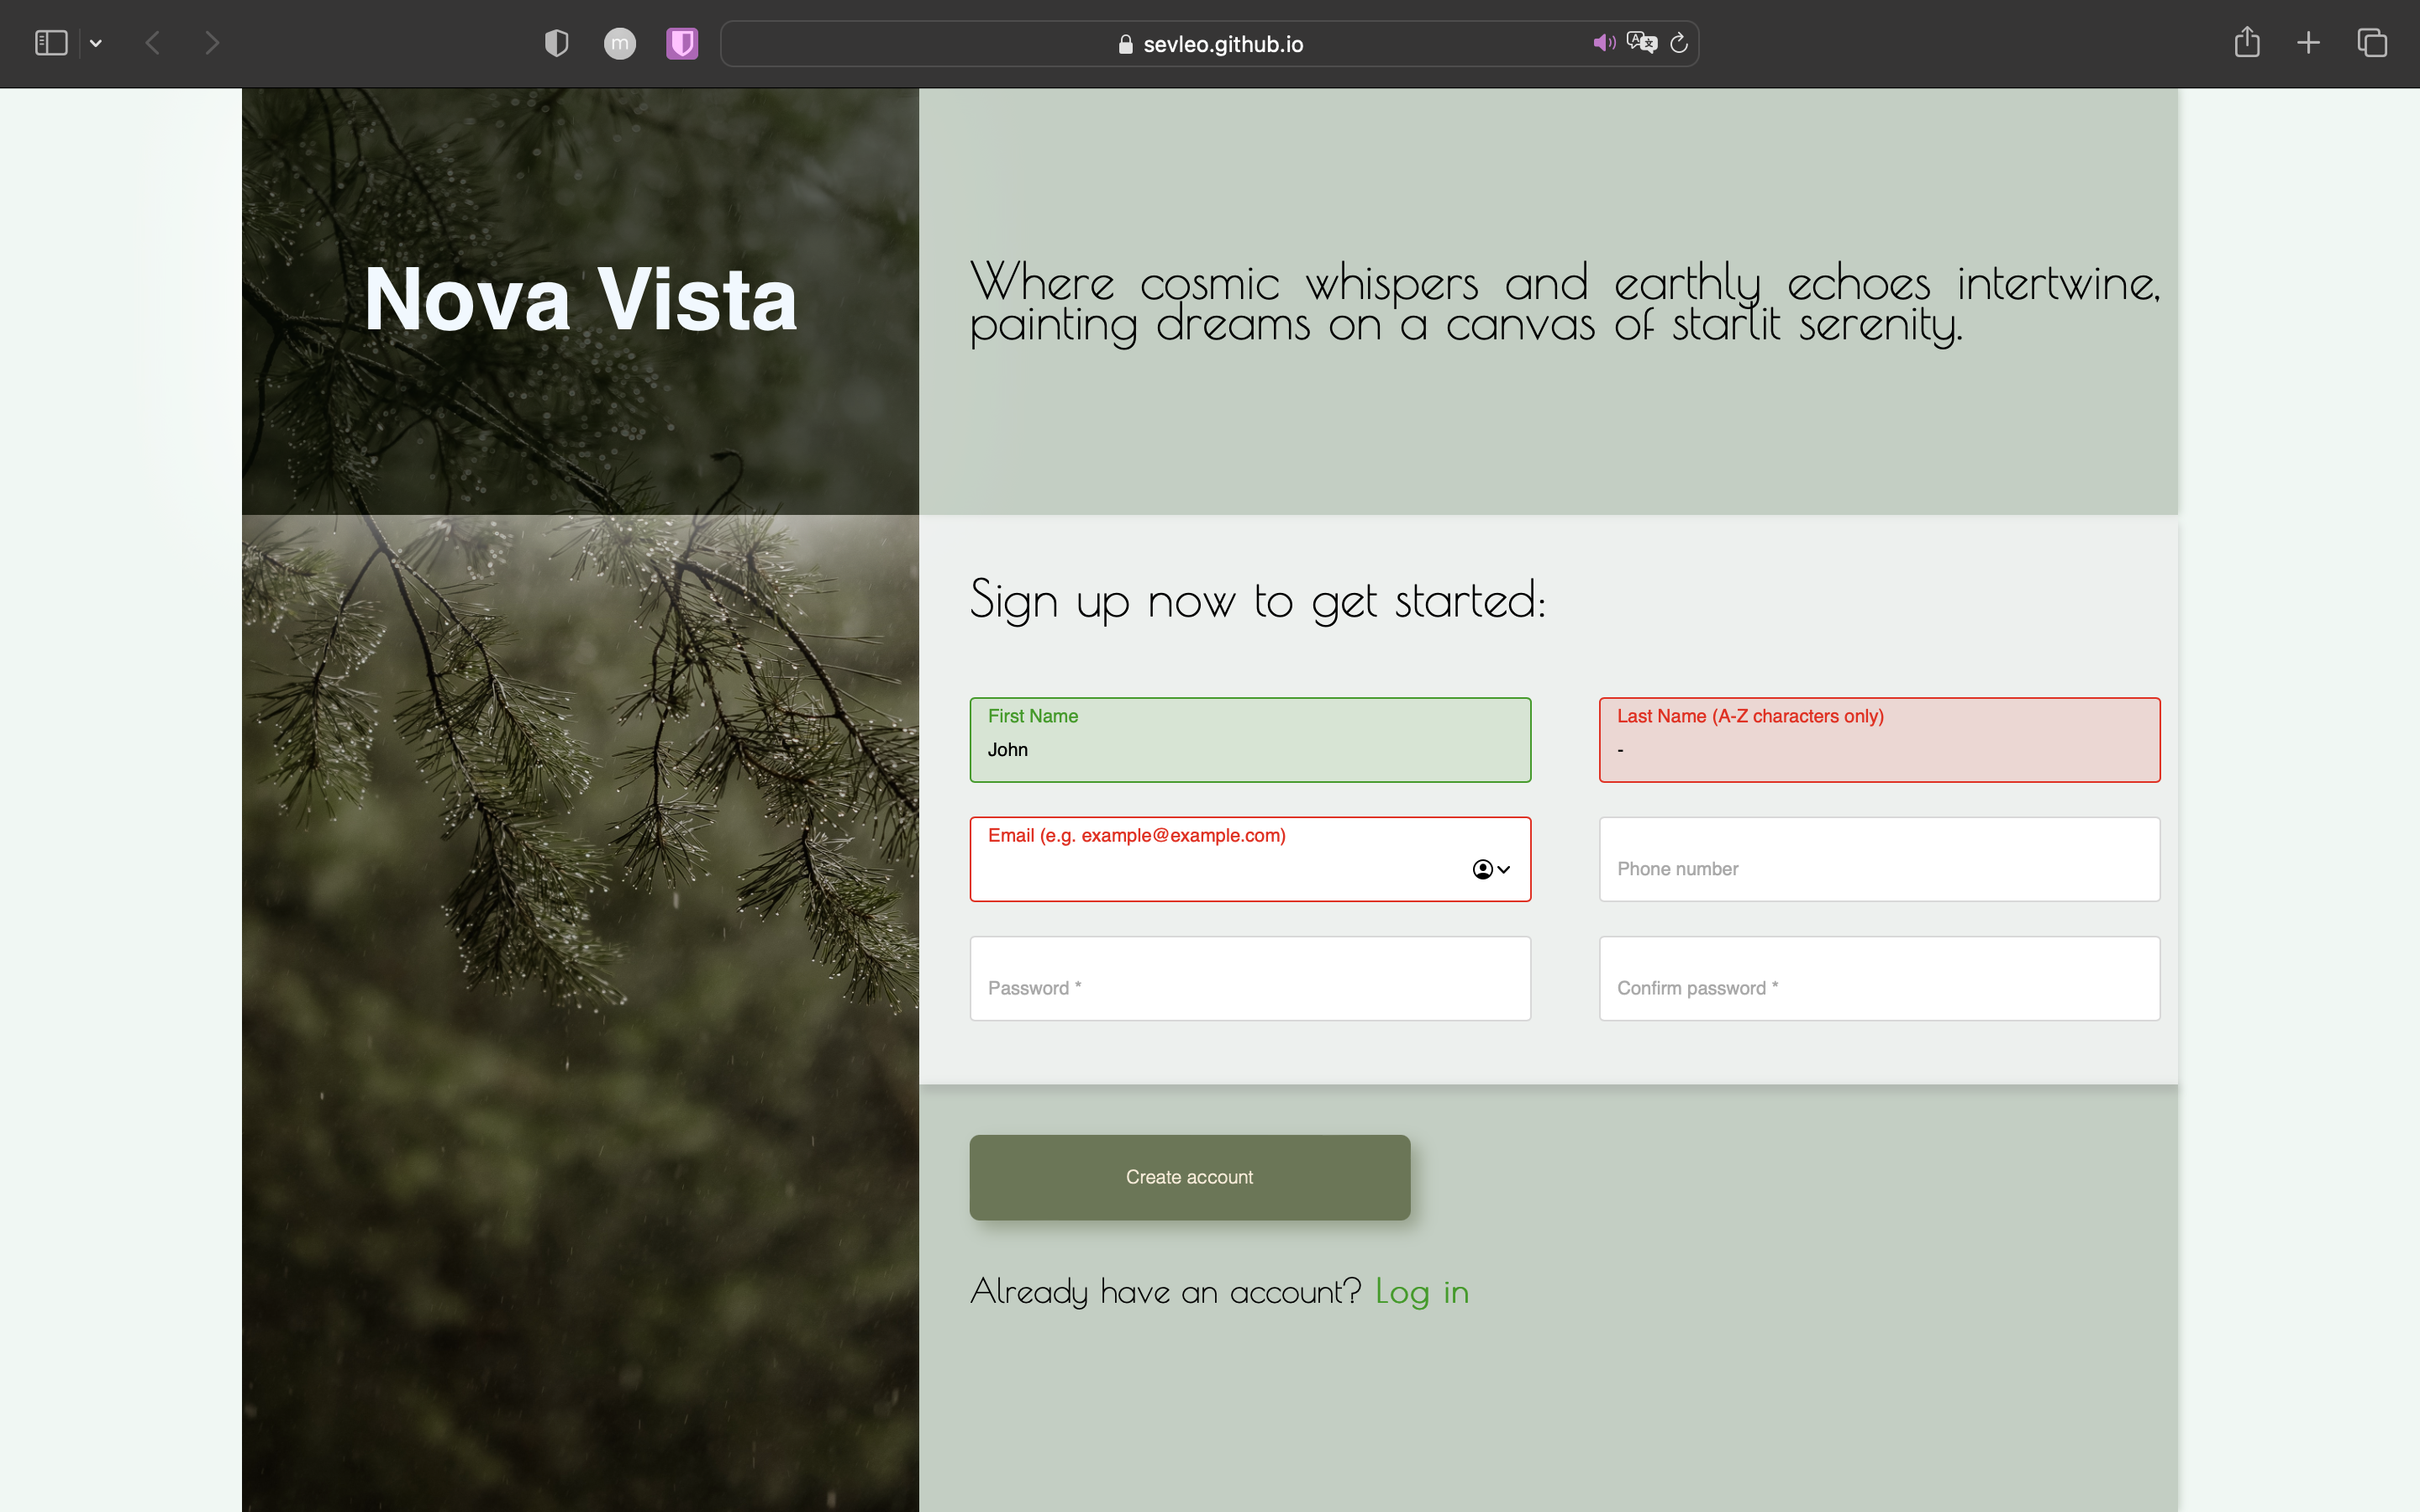 m
sevleo.github.io
Nova Vista
Where cosmic whispers and earthly echoes intertwine,
painting dreams on a canvas of starlit serenity.
Sign up now to get started:
First Name
John
Last Name (A-Z characters only)
-
Email (e.g. example@example.com)
Phone number
Password *
Confirm password *
Create account
Already have an account? Log in